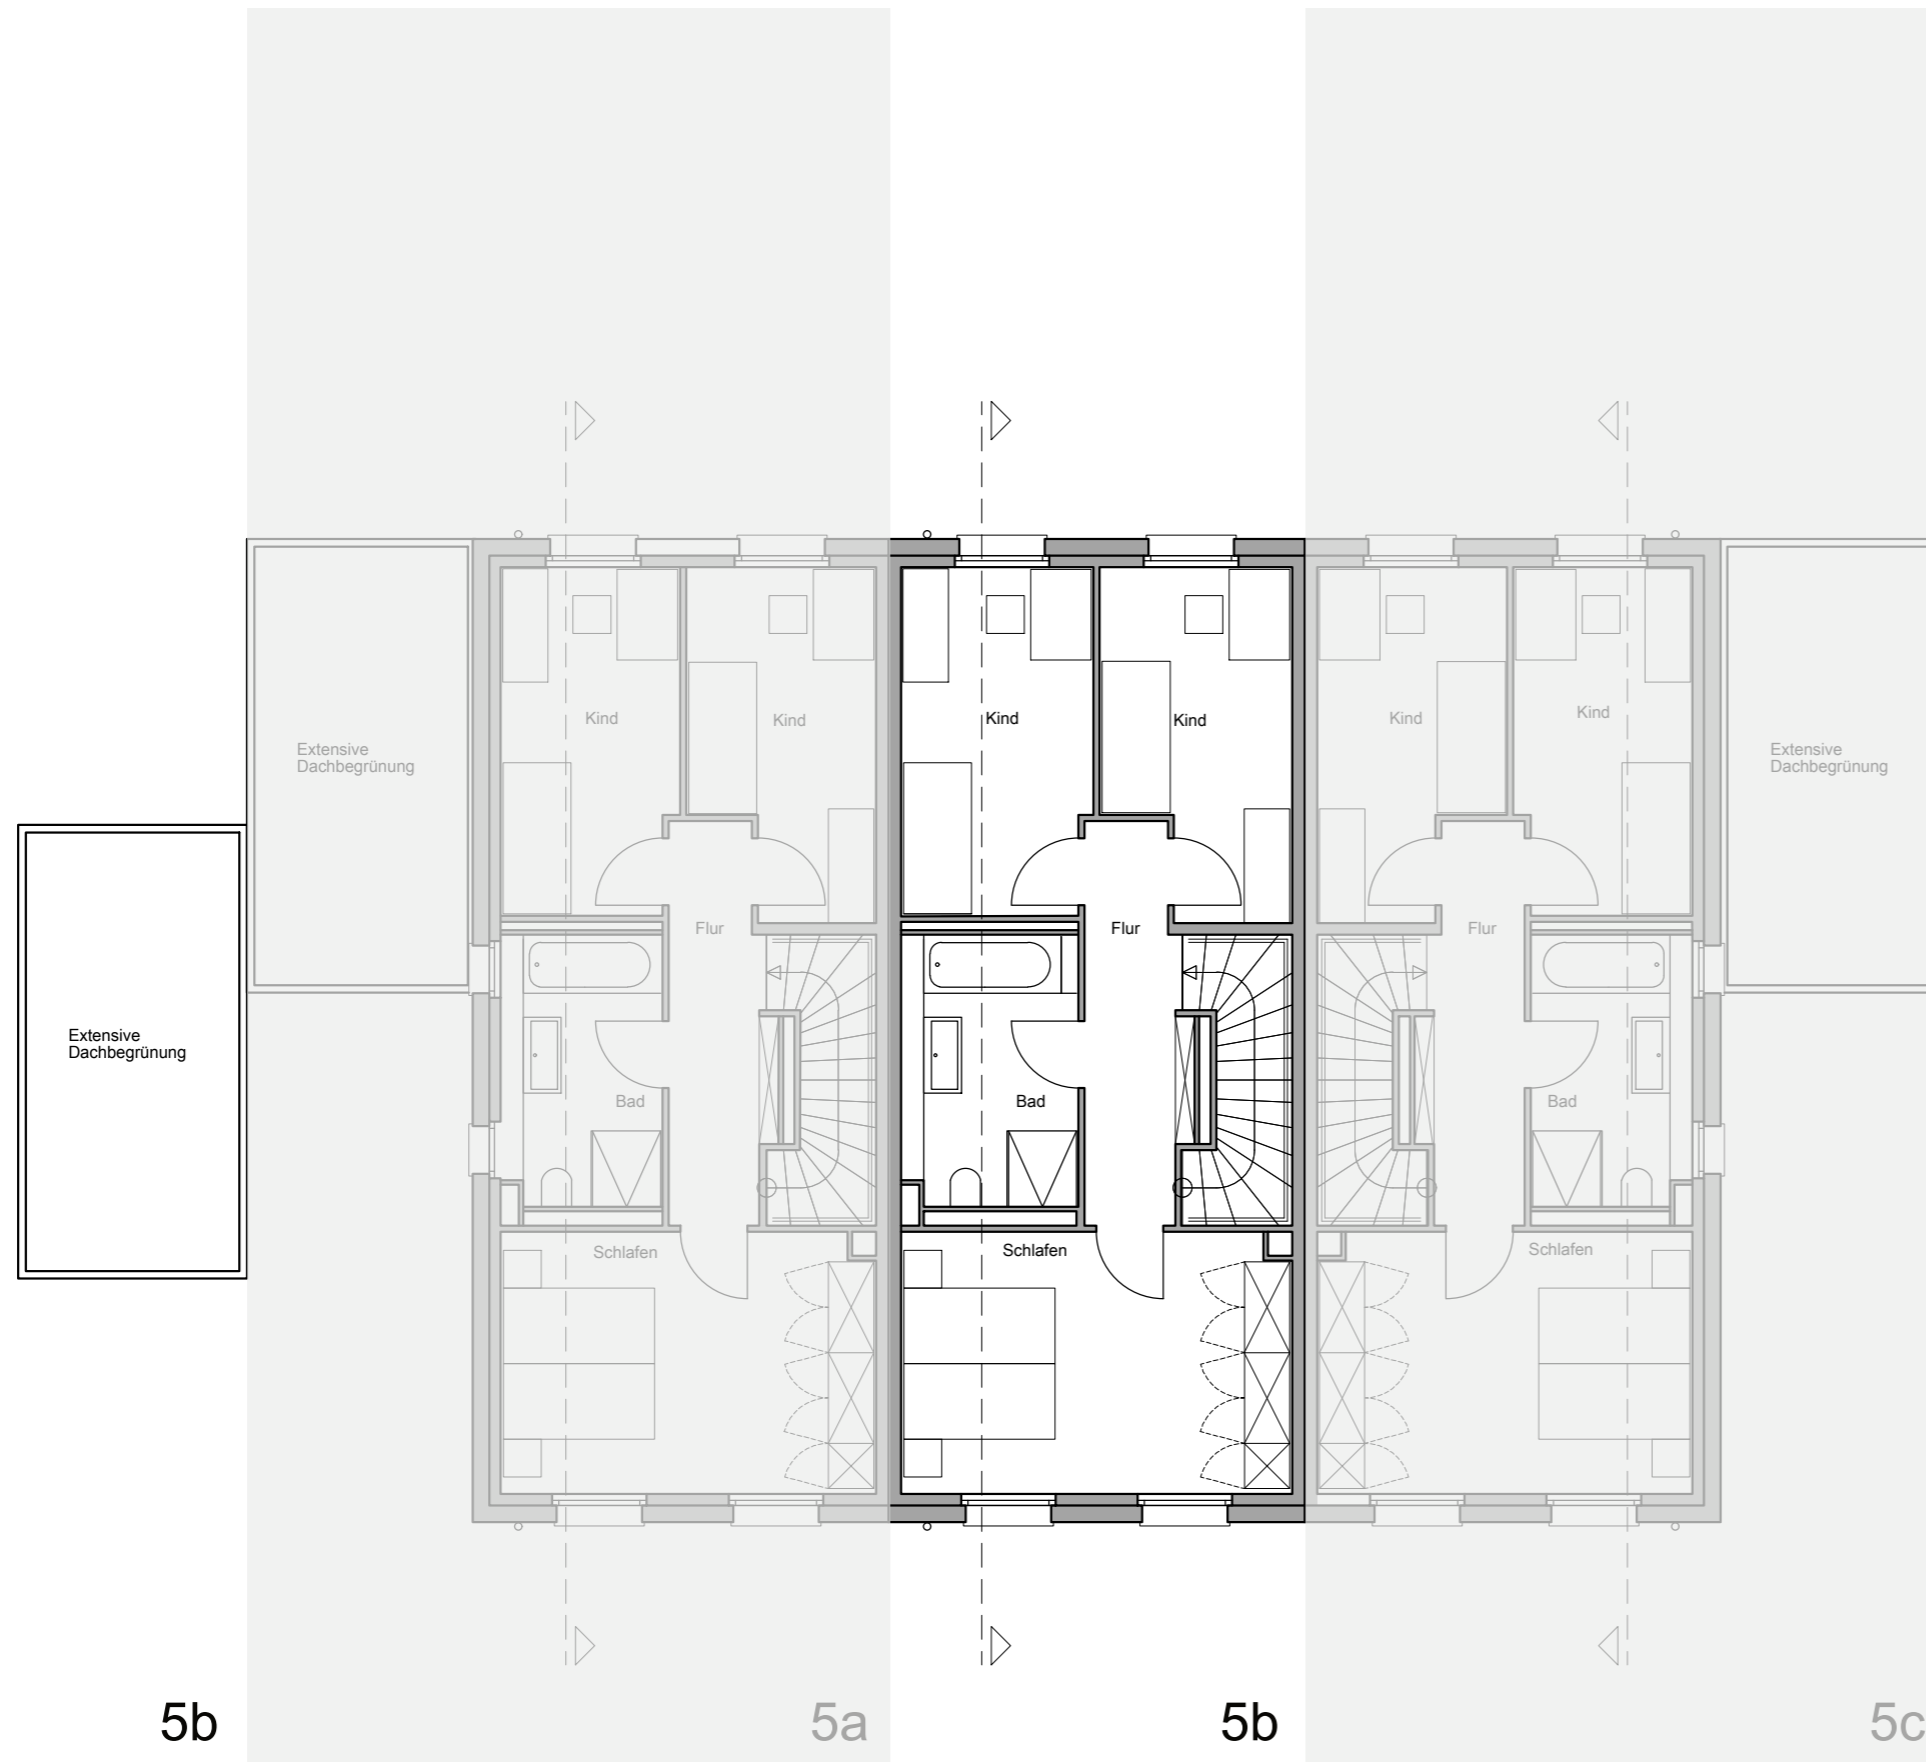 Kind
Kind
Kind
Kind
Kind
Kind
Extensive
Dachbegrünung
Extensive
Dachbegrünung
Flur
Flur
Flur
Extensive
Dachbegrünung
Bad
Bad
Bad
Schlafen
Schlafen
Schlafen
5b
5a
5b
5c